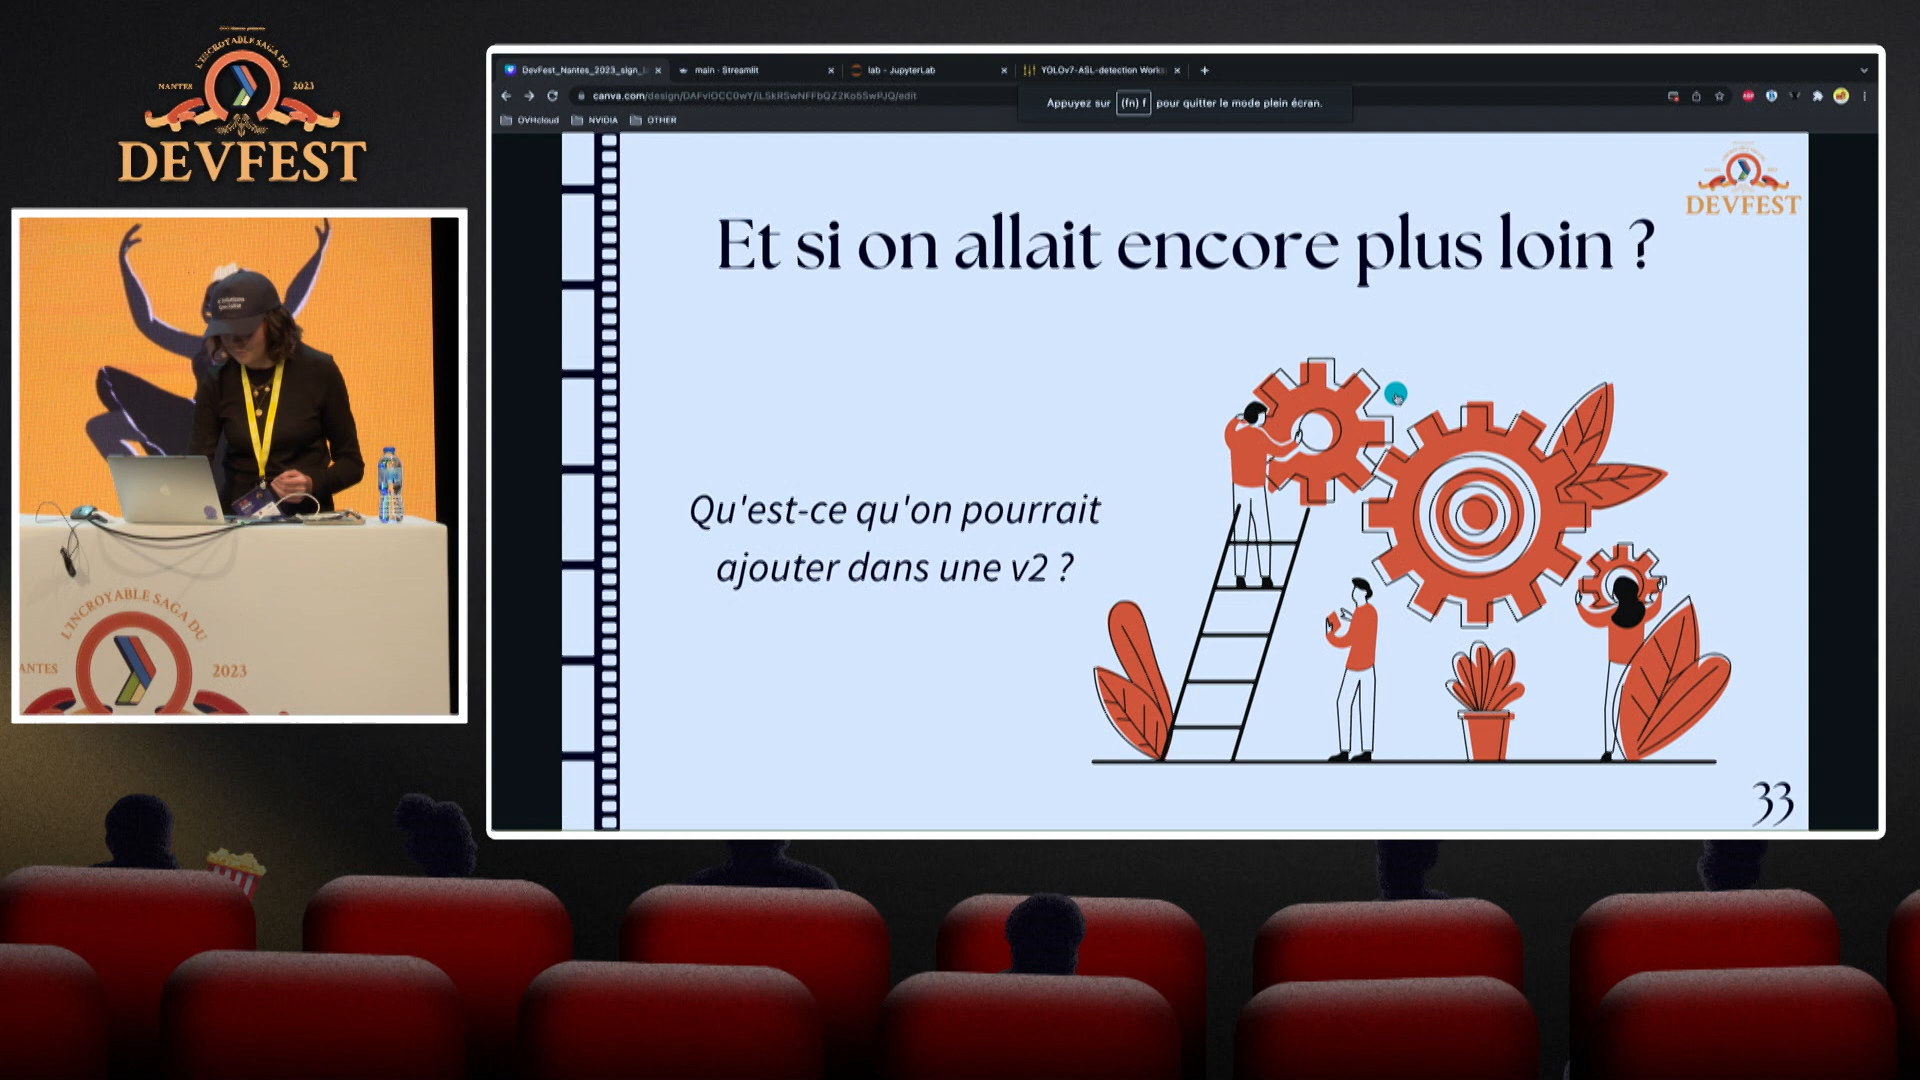 L'INCROYABLE SAGA DU
NANTES
2023
DEVFEST
DevFest_Nantes_2023_sign_l
main · Streamlit
lab - JupyterLab
YOLOv7-ASL-detection Works
Appuyez sur (fn) f pour quitter le mode plein écran.
OVHcloud
NVIDIA
OTHER
DEVFEST
Et si on allait encore plus loin ?
Qu'est-ce qu'on pourrait
ajouter dans une v2 ?
33
L'INCROYABLE SAGA DU
ANTES
2023